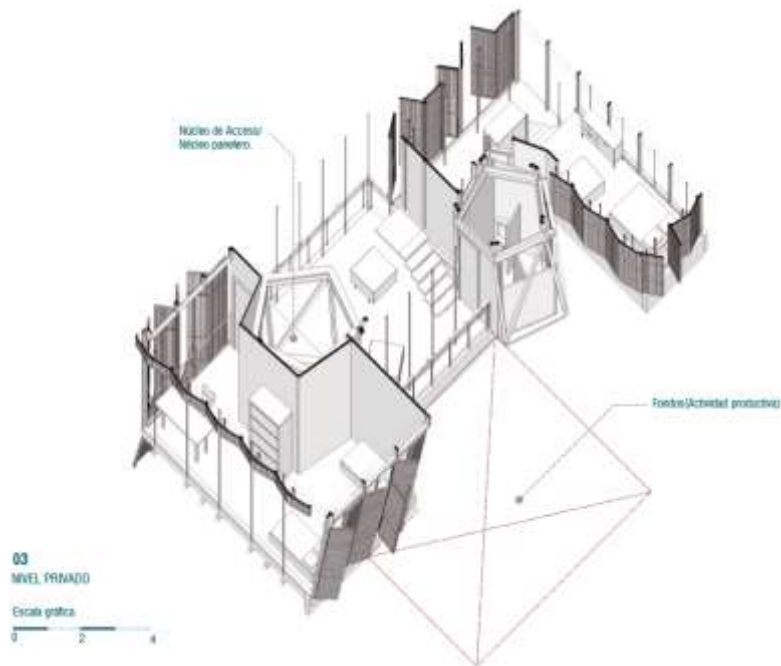 Núcleo de Acceso/
Núcleo panelero.
Fondos(Actividad productiva)
03
NIVEL PRIVADO
Escala gráfica
0 2 4